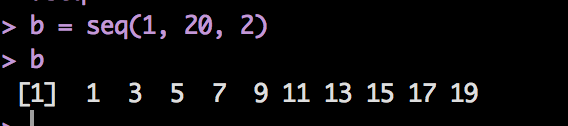 > b = seq(1, 20, 2)
> b
 [1]  1  3  5  7  9 11 13 15 17 19
>